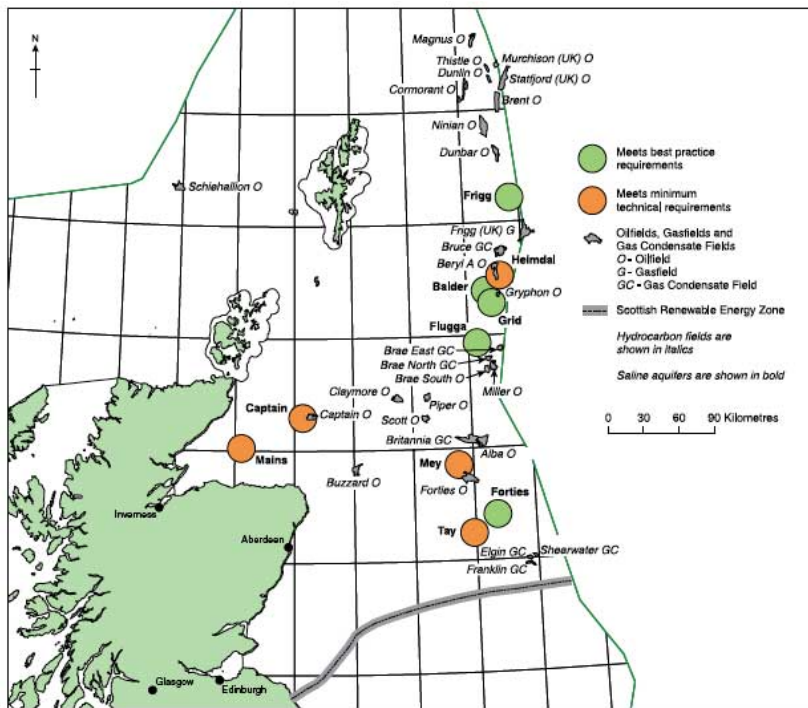 N
Magnus O
Thistle O
Murchison (UK) O
Dunlin O
Statfjord (UK) O
Cormorant O
Brent O
Ninian O
Dunbar O
Schiehallion O
Frigg
Frigg (UK) G
Bruce GC
Heimdal
Beryl A O
Balder
Gryphon O
Grid
Flugga
Brae East GC
Brae North GC
Brae South O
Miller O
Claymore O
Piper O
Captain
Captain O
Scott O
Britannia GC
Alba O
Mains
Mey
Buzzard O
Forties O
Forties
Inverness
Tay
Aberdeen
Elgin GC
Shearwater GC
Franklin GC
Glasgow
Edinburgh
Meets best practice
requirements
Meets minimum
technical requirements
Oilfields, Gasfields and
Gas Condensate Fields
O - Oilfield
G - Gasfield
GC - Gas Condensate Field
Scottish Renewable Energy Zone
Hydrocarbon fields are
shown in italics
Saline aquifers are shown in bold
0 30 60 90 Kilometres